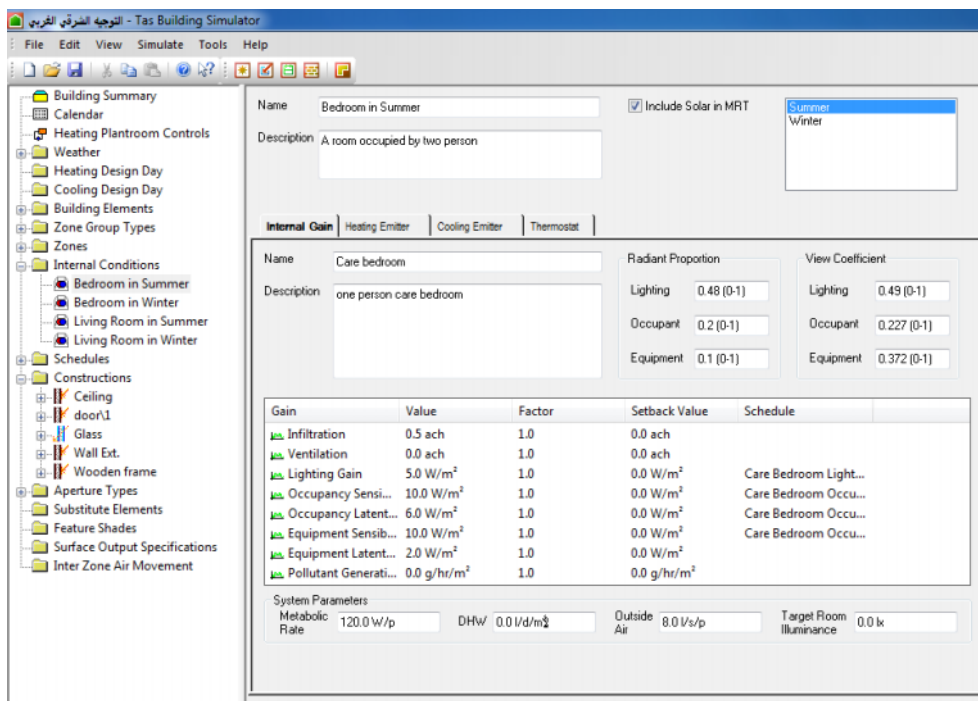 التوجيه الشرقي الغربي - Tas Building Simulator
File Edit View Simulate Tools Help
Building Summary
Calendar
Heating Plantroom Controls
Weather
Heating Design Day
Cooling Design Day
Building Elements
Zone Group Types
Zones
Internal Conditions
Bedroom in Summer
Bedroom in Winter
Living Room in Summer
Living Room in Winter
Schedules
Constructions
Ceiling
door\1
Glass
Wall Ext.
Wooden frame
Aperture Types
Substitute Elements
Feature Shades
Surface Output Specifications
Inter Zone Air Movement
Name Bedroom in Summer
Include Solar in MRT
Summer
Winter
Description A room occupied by two person
Internal Gain Heating Emitter Cooling Emitter Thermostat
Name Care bedroom
Description one person care bedroom
Radiant Proportion
Lighting 0.48 (0-1)
Occupant 0.2 (0-1)
Equipment 0.1 (0-1)
View Coefficient
Lighting 0.49 (0-1)
Occupant 0.227 (0-1)
Equipment 0.372 (0-1)
Gain Value Factor Setback Value Schedule
Infiltration 0.5 ach 1.0 0.0 ach
Ventilation 0.0 ach 1.0 0.0 ach
Lighting Gain 5.0 W/m² 1.0 0.0 W/m² Care Bedroom Light...
Occupancy Sensi... 10.0 W/m² 1.0 0.0 W/m² Care Bedroom Occu...
Occupancy Latent... 6.0 W/m² 1.0 0.0 W/m² Care Bedroom Occu...
Equipment Sensib... 10.0 W/m² 1.0 0.0 W/m² Care Bedroom Occu...
Equipment Latent... 2.0 W/m² 1.0 0.0 W/m²
Pollutant Generati... 0.0 g/hr/m² 1.0 0.0 g/hr/m²
System Parameters
Metabolic Rate 120.0 W/p
DHW 0.0 l/d/m²
Outside Air 8.0 l/s/p
Target Room Illuminance 0.0 lx